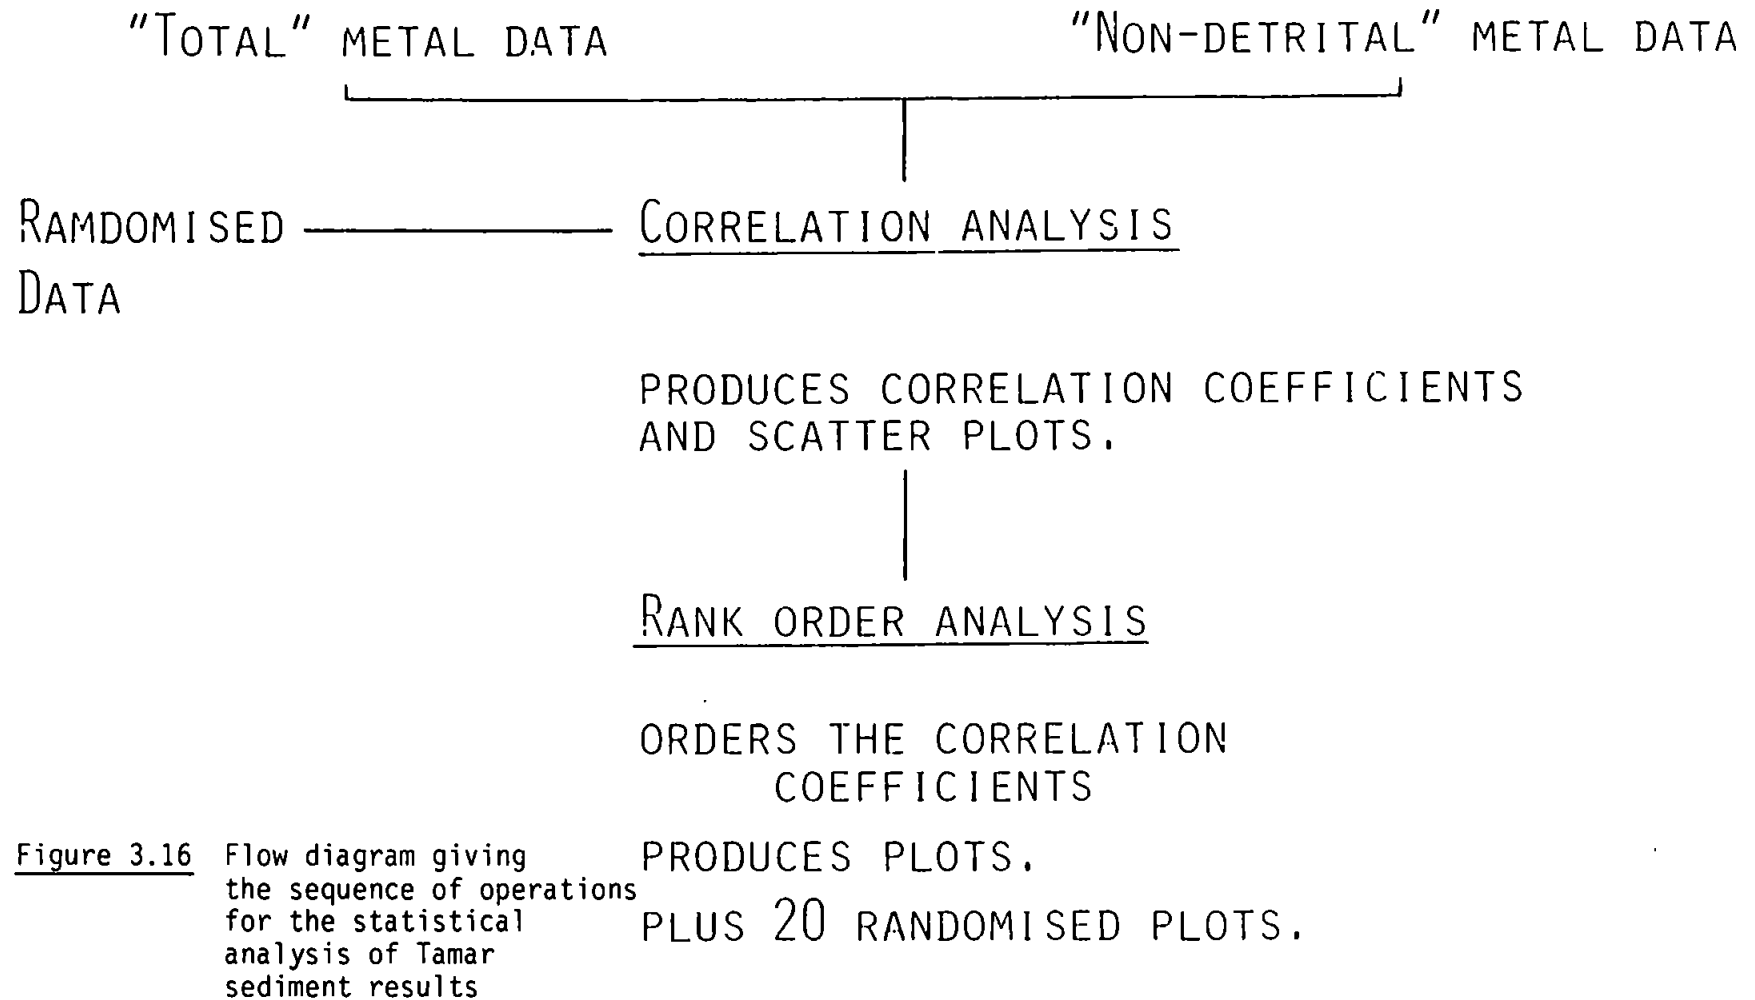 "TOTAL" METAL DATA
"NON-DETRITAL" METAL DATA
RAMDOMISED
DATA
CORRELATION ANALYSIS
PRODUCES CORRELATION COEFFICIENTS
AND SCATTER PLOTS.
RANK ORDER ANALYSIS
ORDERS THE CORRELATION
COEFFICIENTS
PRODUCES PLOTS.
PLUS 20 RANDOMISED PLOTS.
Figure 3.16 Flow diagram giving
the sequence of operations
for the statistical
analysis of Tamar
sediment results